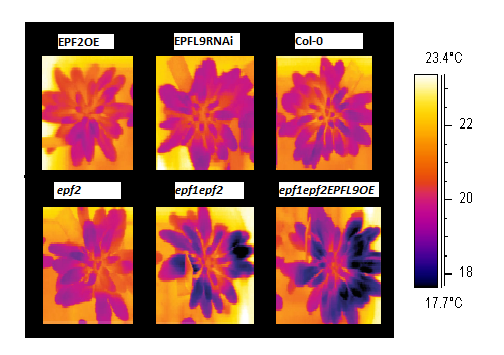 EPF2OE EPFL9RNAi Col-0
23.4°C
22
20
epf2 epf1epf2 epf1epf2EPFL9OE
18
17.7°C